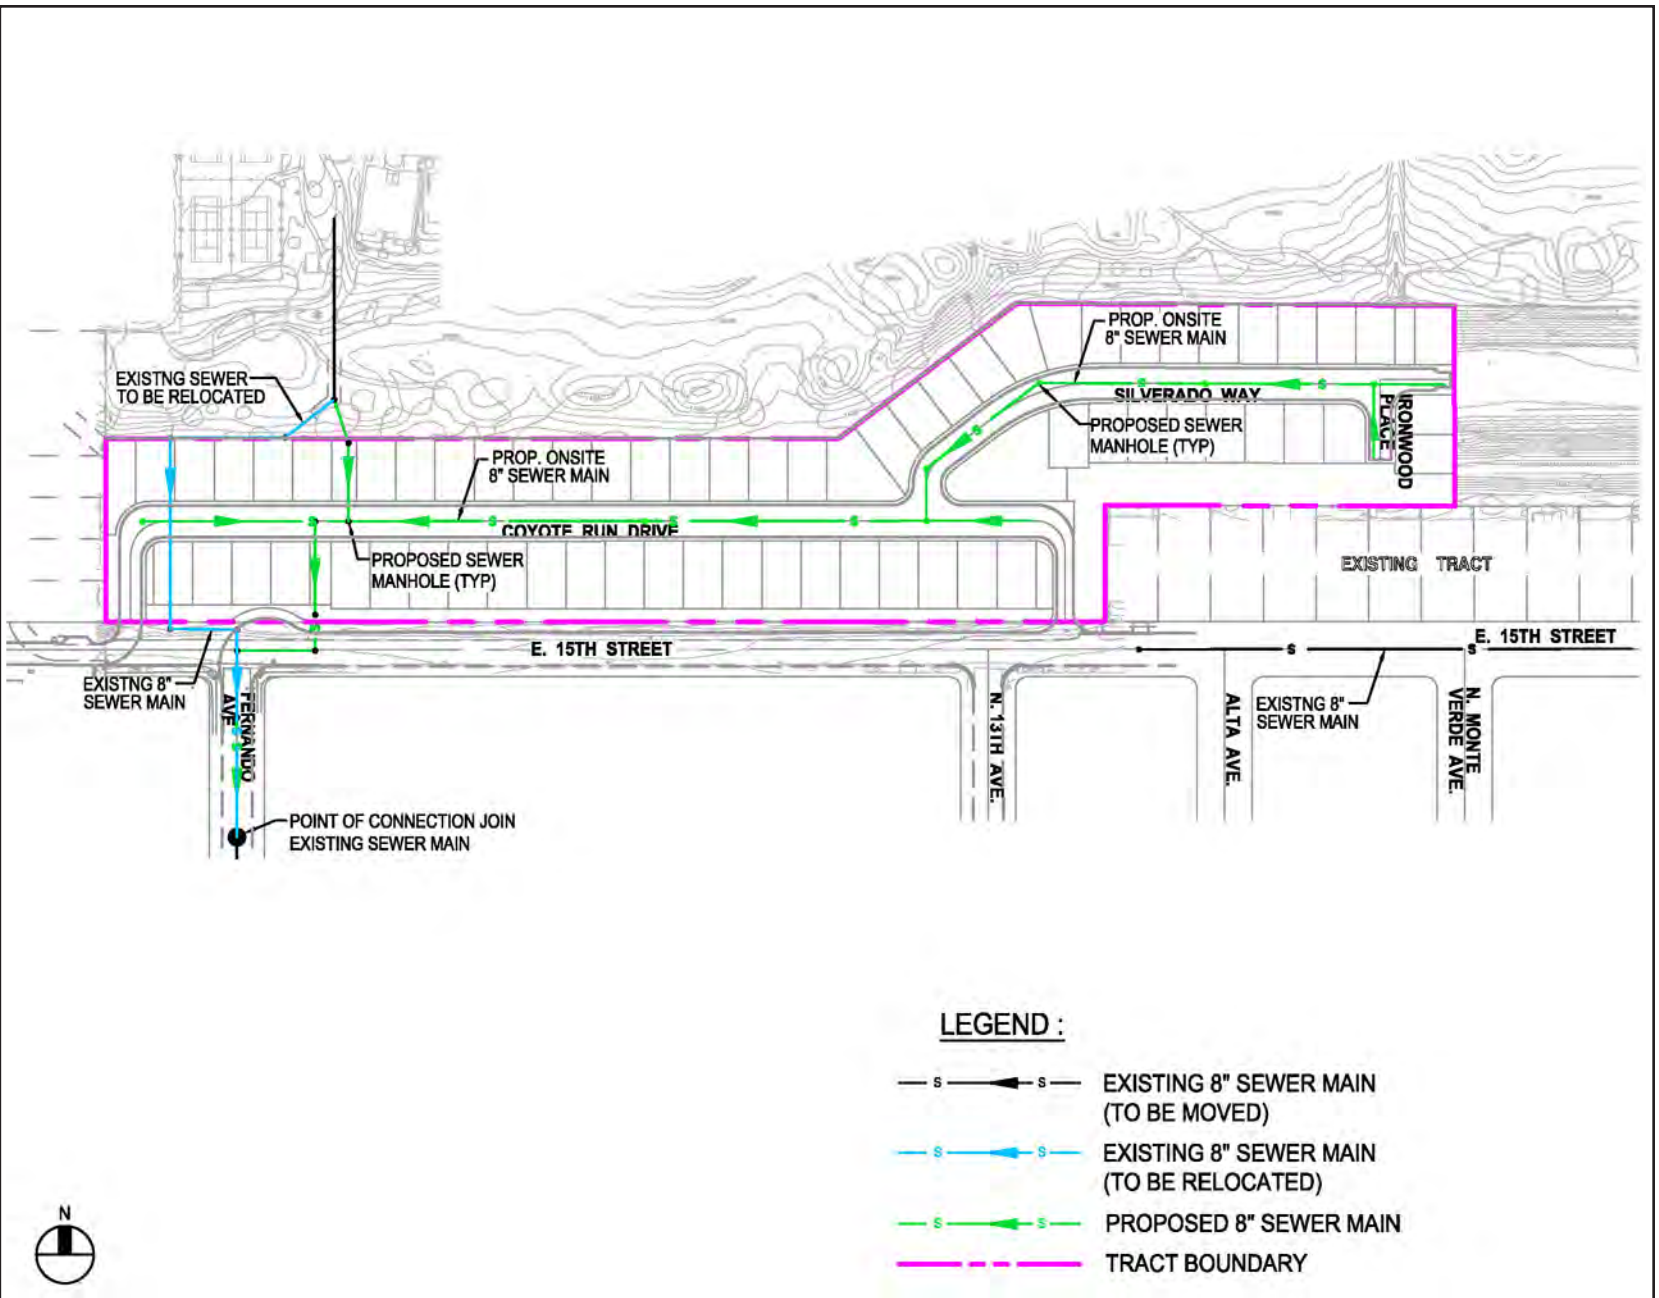 PROP. ONSITE
8" SEWER MAIN
EXISTNG SEWER
TO BE RELOCATED
SILVERADO WAY
IRONWOOD
PLACE
PROPOSED SEWER
MANHOLE (TYP)
PROP. ONSITE
8" SEWER MAIN
S
S
S
S
S
S
S
S
COYOTE RUN DRIVE
PROPOSED SEWER
MANHOLE (TYP)
EXISTING TRACT
S
E. 15TH STREET
E. 15TH STREET
S
S
EXISTNG 8"
SEWER MAIN
FERNANDO
AVE.
S
S
N. 13TH AVE.
ALTA AVE.
EXISTNG 8"
SEWER MAIN
N. MONTE
VERDE AVE.
POINT OF CONNECTION JOIN
EXISTING SEWER MAIN
LEGEND :
S S EXISTING 8" SEWER MAIN
(TO BE MOVED)
S S EXISTING 8" SEWER MAIN
(TO BE RELOCATED)
S S PROPOSED 8" SEWER MAIN
TRACT BOUNDARY
N